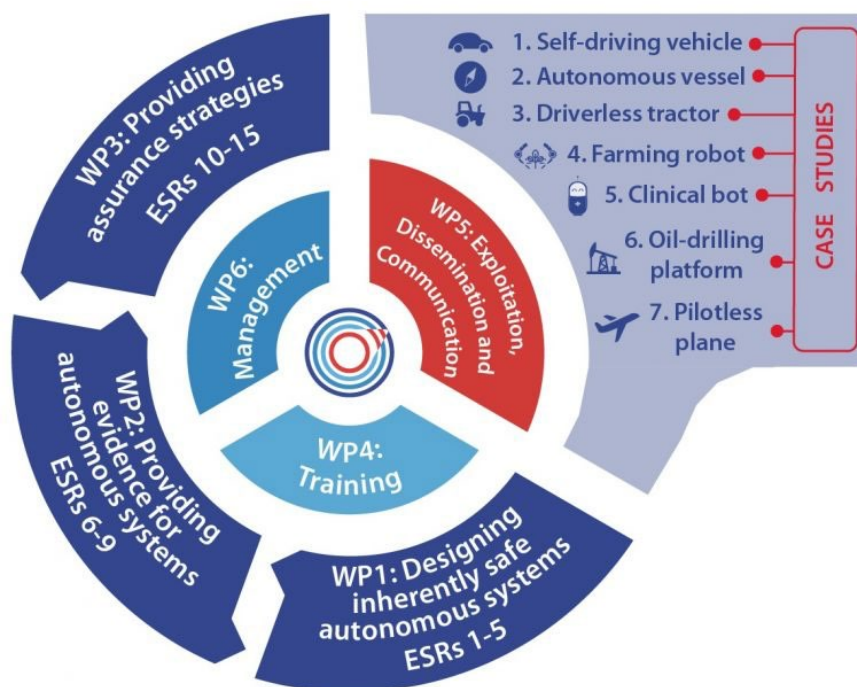 WP3: Providing
assurance strategies
ESRs 10-15
WP2: Providing
evidence for
autonomous systems
ESRs 6-9
WP1: Designing
inherently safe
autonomous systems
ESRs 1-5
WP6:
Management
WP5: Exploitation,
Dissemination and
Communication
WP4:
Training
1. Self-driving vehicle
2. Autonomous vessel
3. Driverless tractor
4. Farming robot
5. Clinical bot
6. Oil-drilling
platform
7. Pilotless
plane
CASE STUDIES